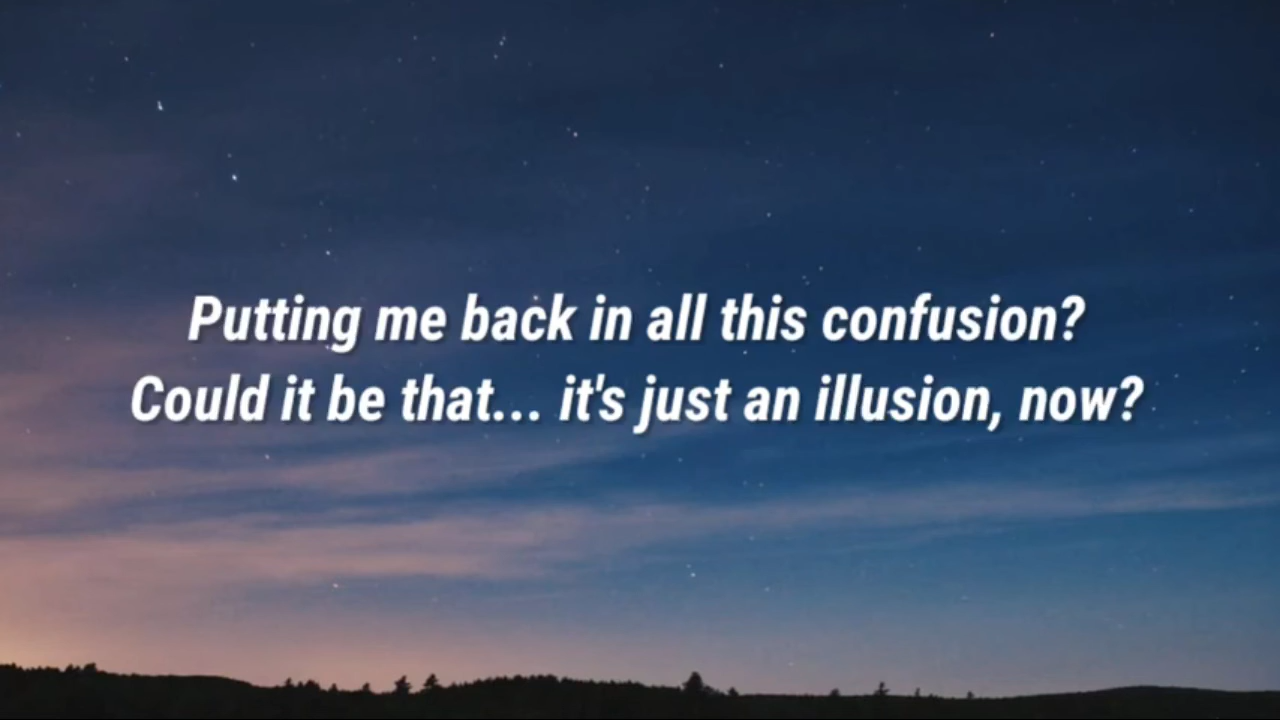 Putting me back in all this confusion?
Could it be that... it's just an illusion, now?